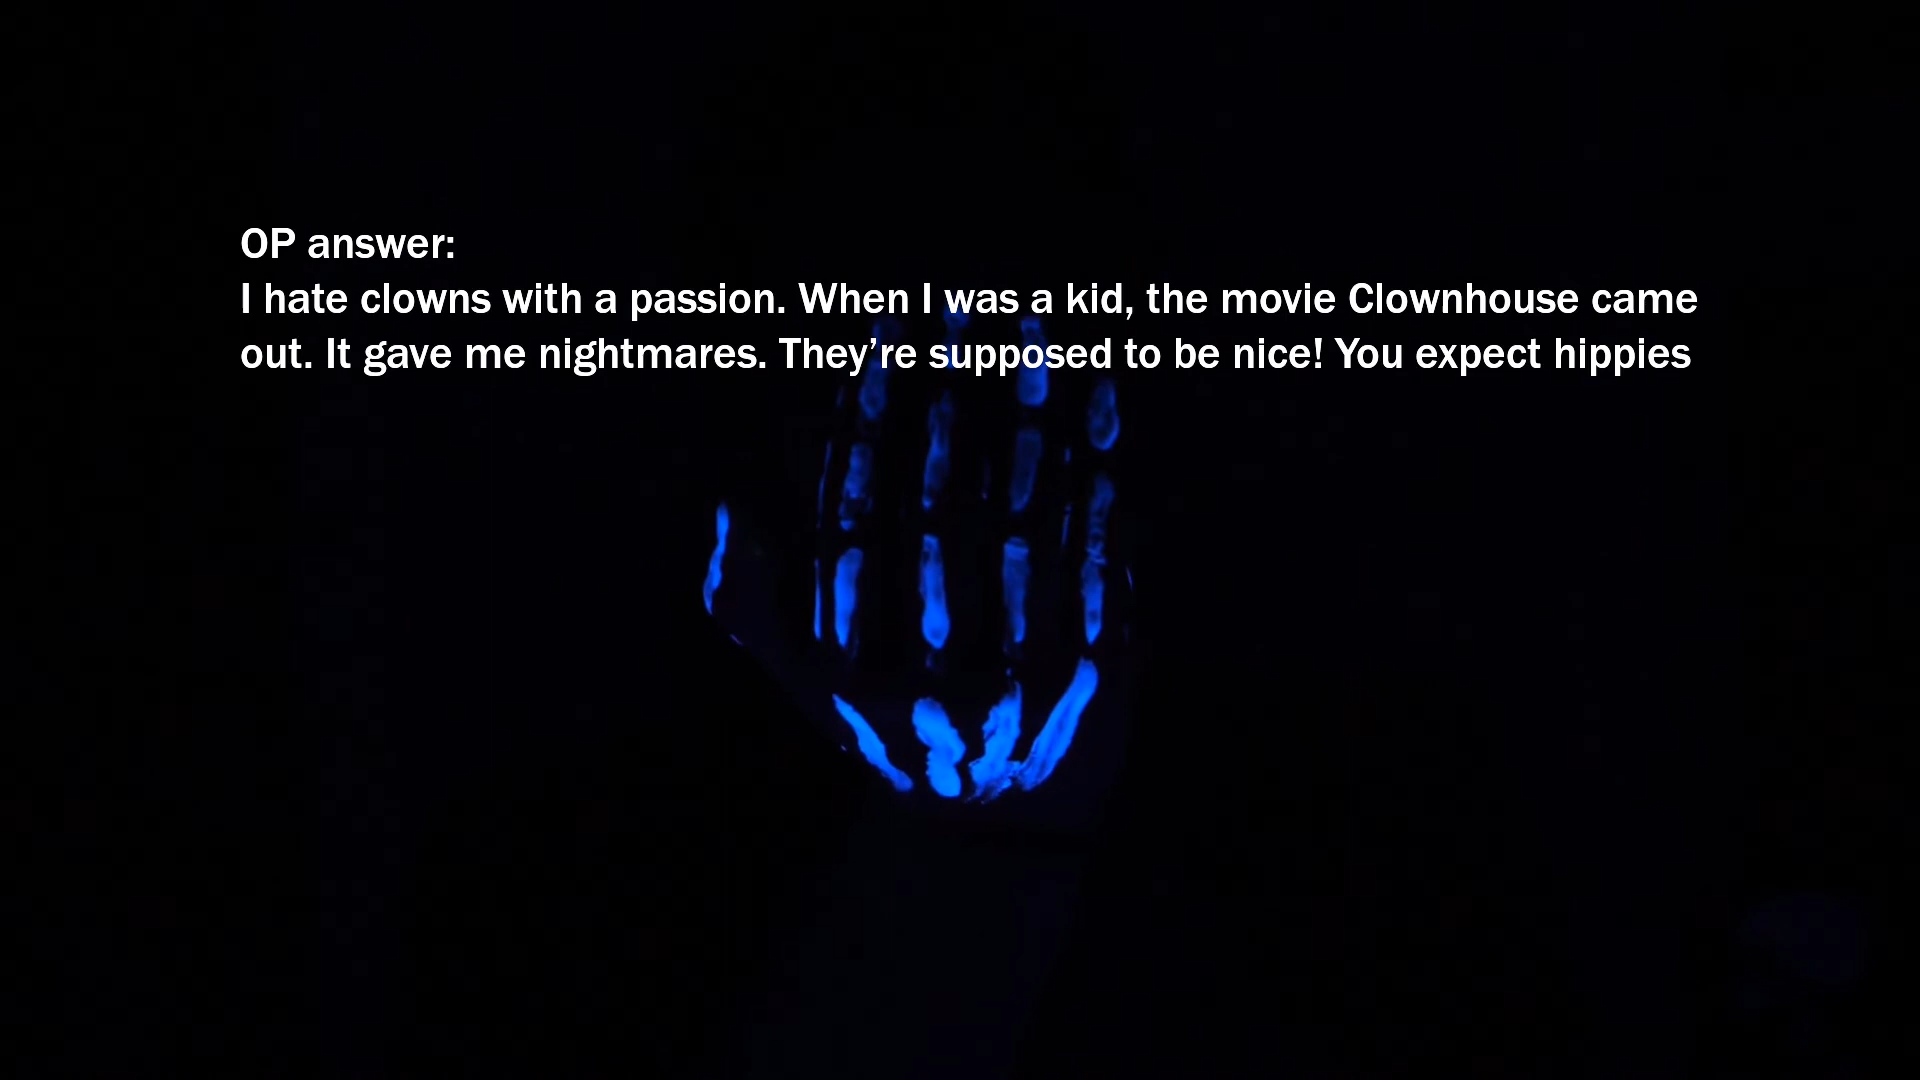 OP answer:
I hate clowns with a passion. When I was a kid, the movie Clownhouse came
out. It gave me nightmares. They’re supposed to be nice! You expect hippies